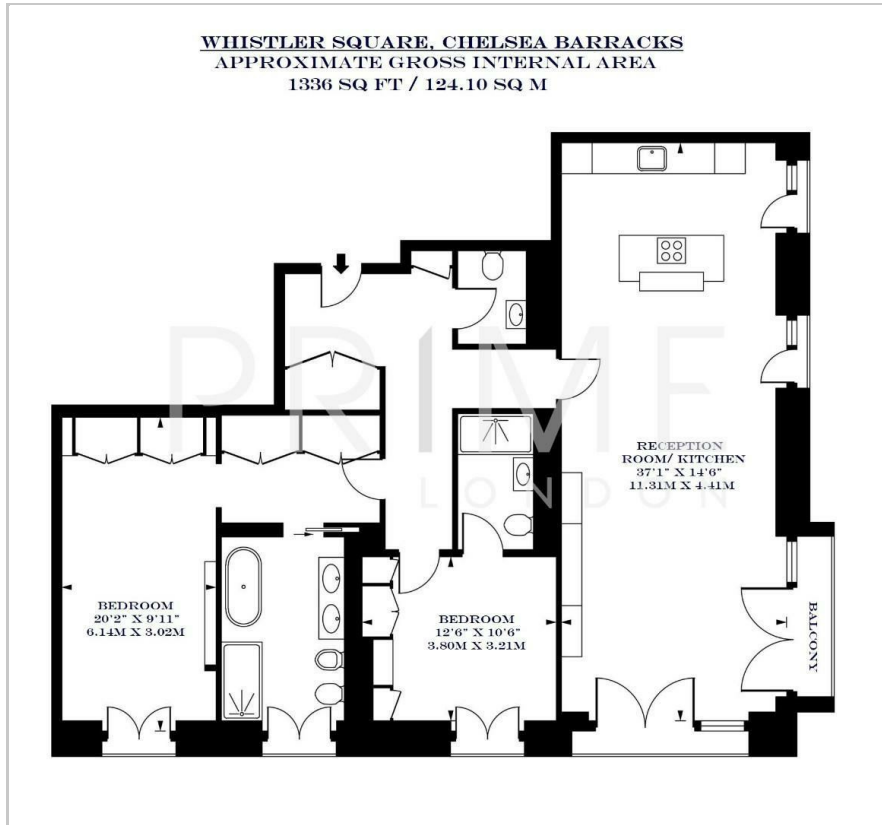 WHISTLER SQUARE, CHELSEA BARRACKS
APPROXIMATE GROSS INTERNAL AREA
1336 SQ FT / 124.10 SQ M
PRIME
LONDON
RECEPTION
ROOM/ KITCHEN
37'1" X 14'6"
11.31M X 4.41M
BEDROOM
20'2" X 9'11"
6.14M X 3.02M
BEDROOM
12'6" X 10'6"
3.80M X 3.21M
BALCONY